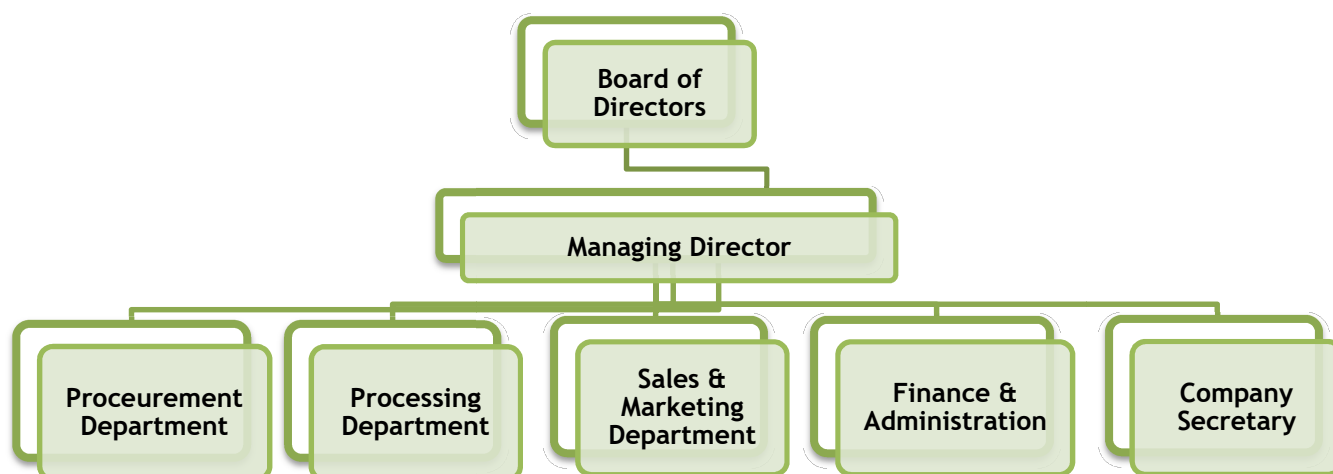 Board of
Directors
Managing Director
Proceurement
Department
Processing
Department
Sales &
Marketing
Department
Finance &
Administration
Company
Secretary